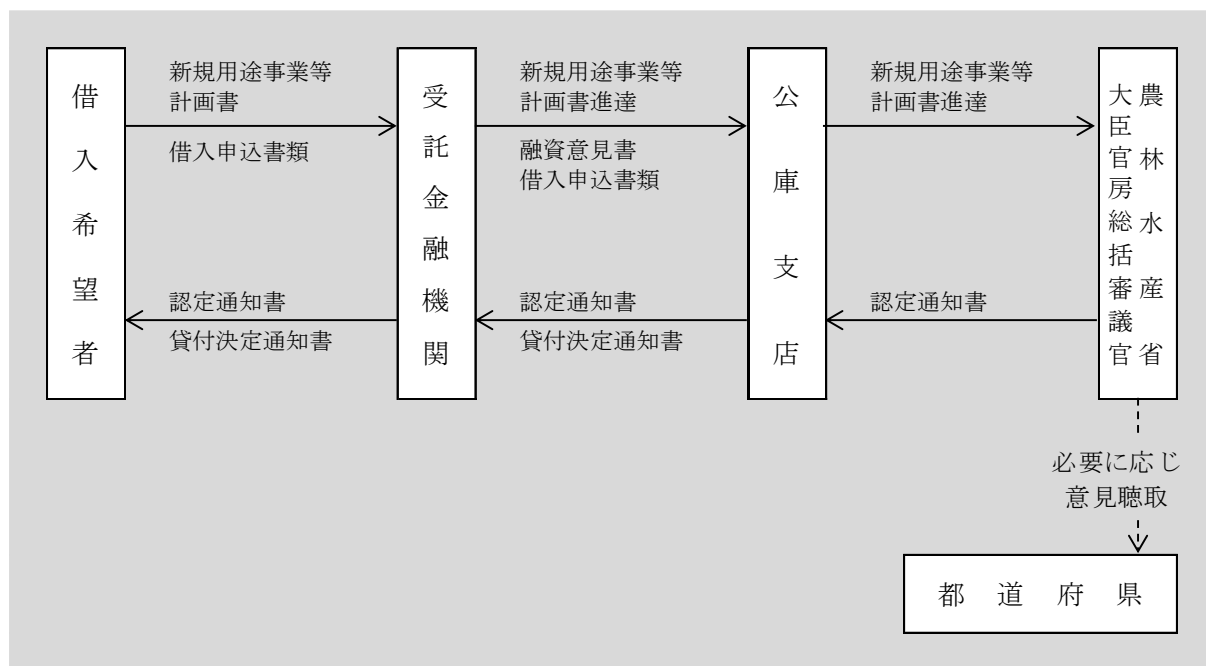 借入希望者
新規用途事業等
計画書
借入申込書類
認定通知書
貸付決定通知書
受託金融機関
新規用途事業等
計画書進達
融資意見書
借入申込書類
認定通知書
貸付決定通知書
公庫支店
新規用途事業等
計画書進達
認定通知書
農林水産省
大臣官房総括審議官
必要に応じ
意見聴取
都道府県